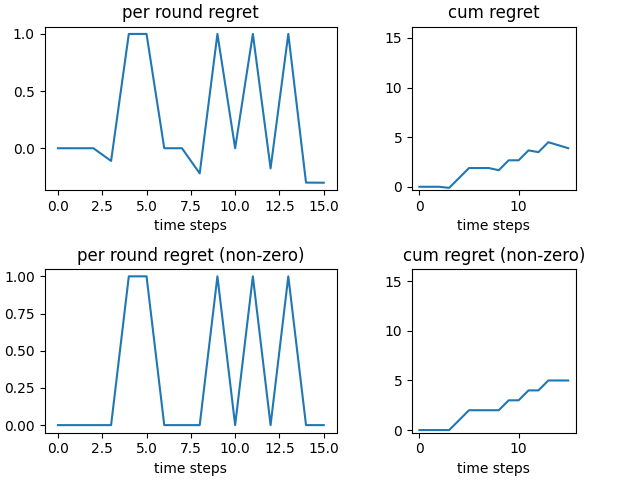 per round regret
1.0
0.5
0.0
0.0 2.5 5.0 7.5 10.0 12.5 15.0
time steps
cum regret
15
10
5
0
0 10
time steps
per round regret (non-zero)
1.00
0.75
0.50
0.25
0.00
0.0 2.5 5.0 7.5 10.0 12.5 15.0
time steps
cum regret (non-zero)
15
10
5
0
0 10
time steps